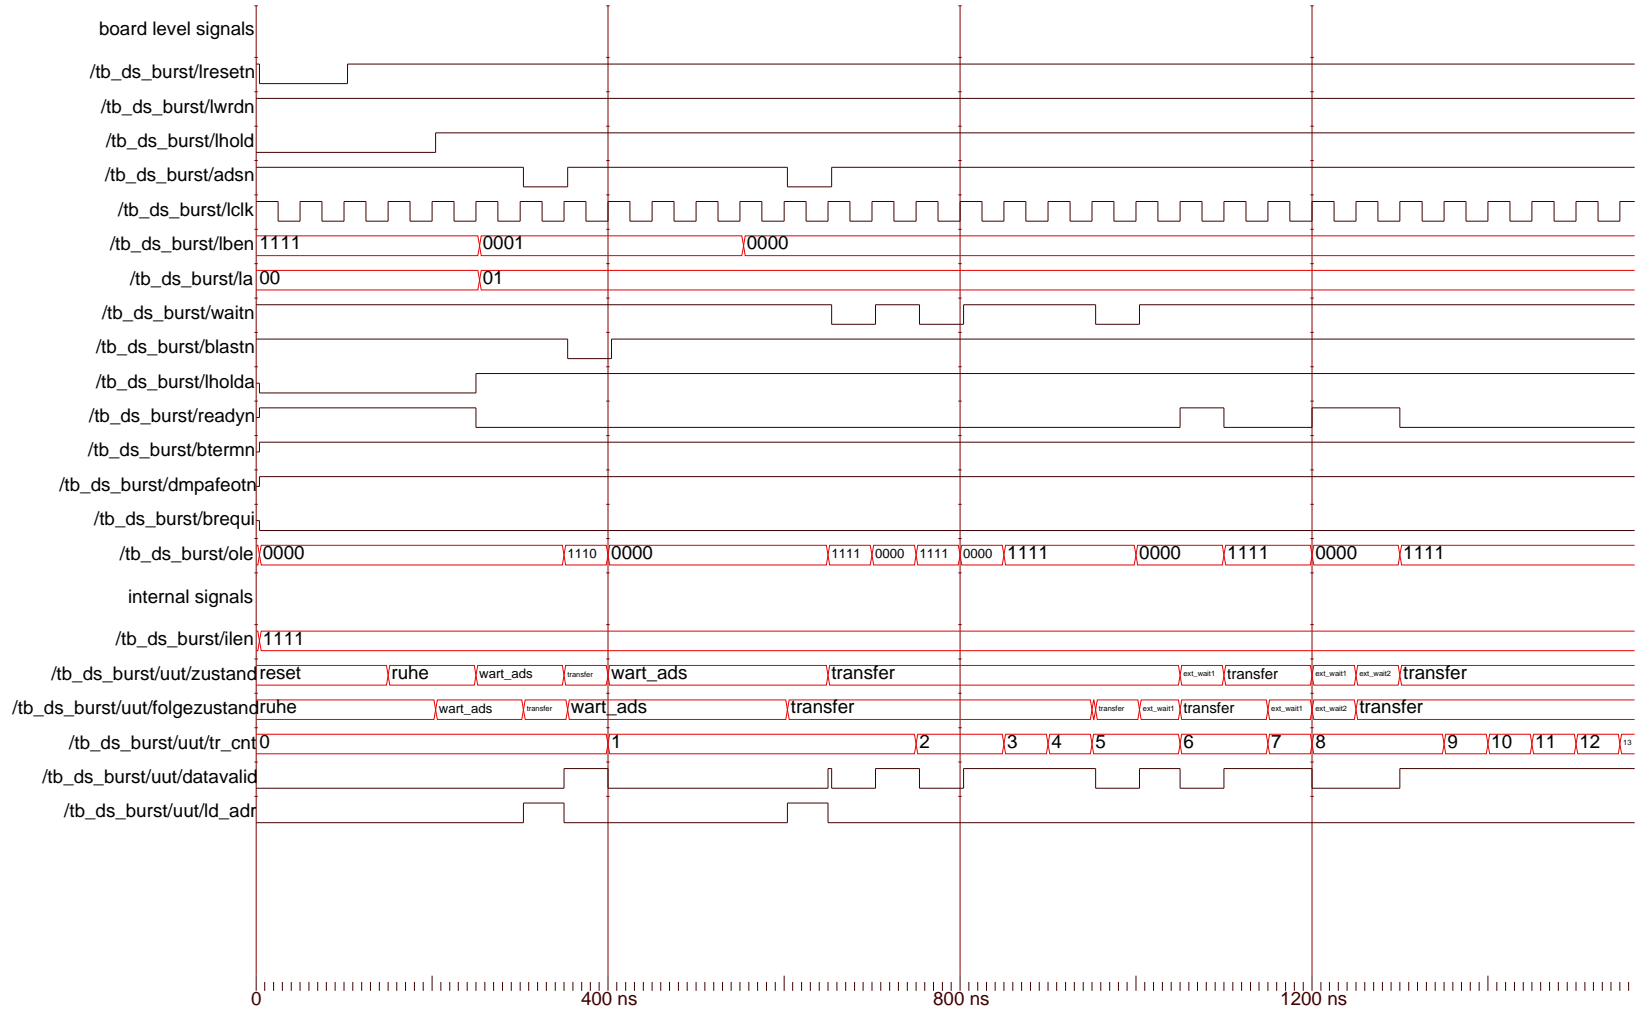 board level signals
/tb_ds_burst/lresetn
/tb_ds_burst/lwrdn
/tb_ds_burst/lhold
/tb_ds_burst/adsn
/tb_ds_burst/lclk
/tb_ds_burst/lben 1111 0001 0000
/tb_ds_burst/la 00 01
/tb_ds_burst/waitn
/tb_ds_burst/blastn
/tb_ds_burst/lholda
/tb_ds_burst/readyn
/tb_ds_burst/btermn
/tb_ds_burst/dmpafeotn
/tb_ds_burst/brequi
/tb_ds_burst/ole 0000 1110 0000 1111 0000 1111 0000 1111 0000 1111 0000 1111
internal signals
/tb_ds_burst/ilen 1111
/tb_ds_burst/uut/zustand reset ruhe wart_ads transfer wart_ads transfer ext_wait1 transfer ext_wait1 ext_wait2 transfer
/tb_ds_burst/uut/folgezustand ruhe wart_ads transfer wart_ads transfer transfer ext_wait1 transfer ext_wait1 ext_wait2 transfer
/tb_ds_burst/uut/tr_cnt 0 1 2 3 4 5 6 7 8 9 10 11 12 13
/tb_ds_burst/uut/datavalid
/tb_ds_burst/uut/ld_adr
0 400 ns 800 ns 1200 ns